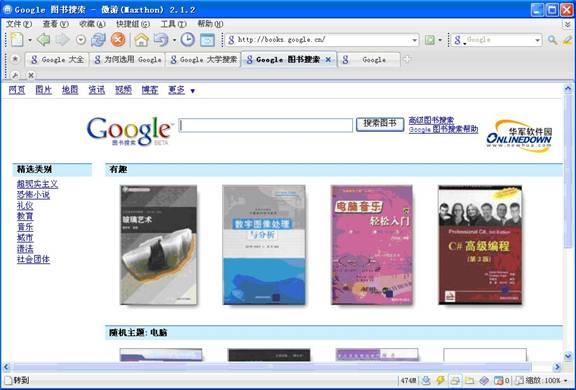 Google 图书搜索 - 傲游(Maxthon) 2.1.2
文件(F) 查看(V) 收藏(A) 快捷组(G) 工具(T) 帮助(H)
http://books.google.cn/ Google
Google 大全 为何选用 Google Google 大学搜索 Google 图书搜索 Google
网页 图片 地图 资讯 视频 博客 更多 ▼
Google 图书搜索 BETA
搜索图书
高级图书搜索
Google 图书搜索帮助
华军软件园
ONLINEDOWN
www.newhua.com
精选类别
超现实主义
恐怖小说
礼仪
教育
音乐
城市
清洁
社会团体
有趣
玻璃艺术
数字图像处理
与分析
电脑音乐
轻松入门
Professional C#, 3rd Edition
C# 高级编程
(第3版)
随机主题: 电脑
转到 474M 0 缩放:100%